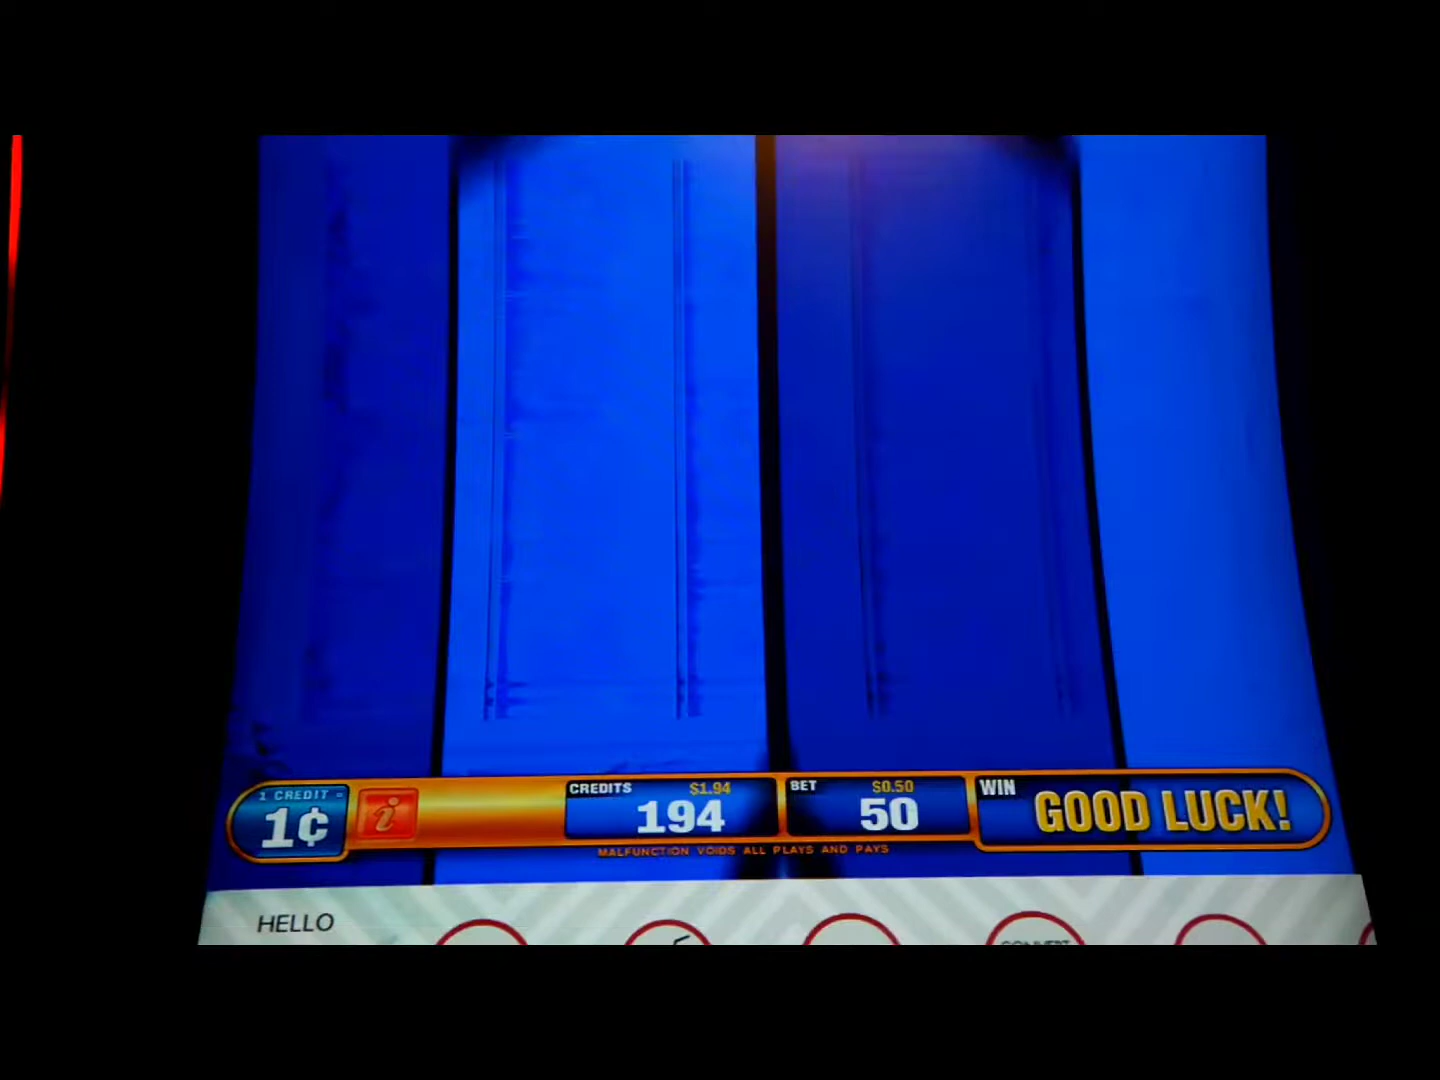 1 CREDIT =
1¢
i
CREDITS $1.94
194
BET $0.50
50
WIN
GOOD LUCK!
MALFUNCTION VOIDS ALL PLAYS AND PAYS
HELLO
CONVERT